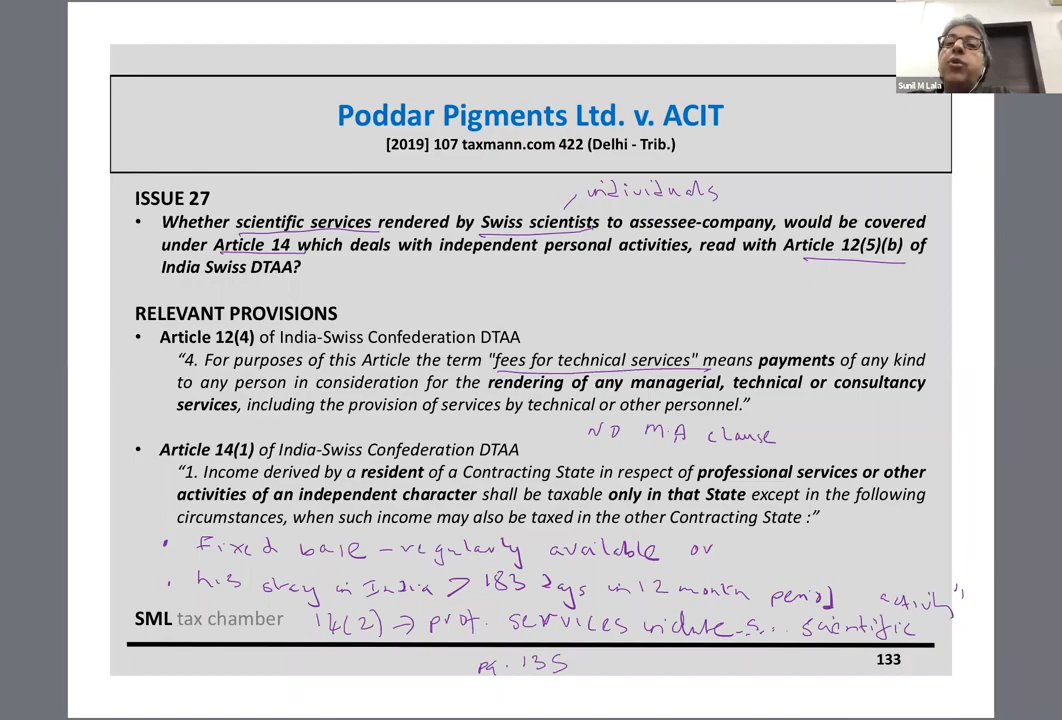 Sunil M Lala
Poddar Pigments Ltd. v. ACIT
[2019] 107 taxmann.com 422 (Delhi - Trib.)
individuals
ISSUE 27
• Whether scientific services rendered by Swiss scientists to assessee-company, would be covered
under Article 14 which deals with independent personal activities, read with Article 12(5)(b) of
India Swiss DTAA?
RELEVANT PROVISIONS
• Article 12(4) of India-Swiss Confederation DTAA
“4. For purposes of this Article the term "fees for technical services" means payments of any kind
to any person in consideration for the rendering of any managerial, technical or consultancy
services, including the provision of services by technical or other personnel.”
NO M.A clause
• Article 14(1) of India-Swiss Confederation DTAA
“1. Income derived by a resident of a Contracting State in respect of professional services or other
activities of an independent character shall be taxable only in that State except in the following
circumstances, when such income may also be taxed in the other Contracting State :”
• Fixed base - regularly available or
• his stay in India > 183 days in 12 month period
activity"
SML tax chamber
14(2) → prof. services include ... scientific
133
pg. 135